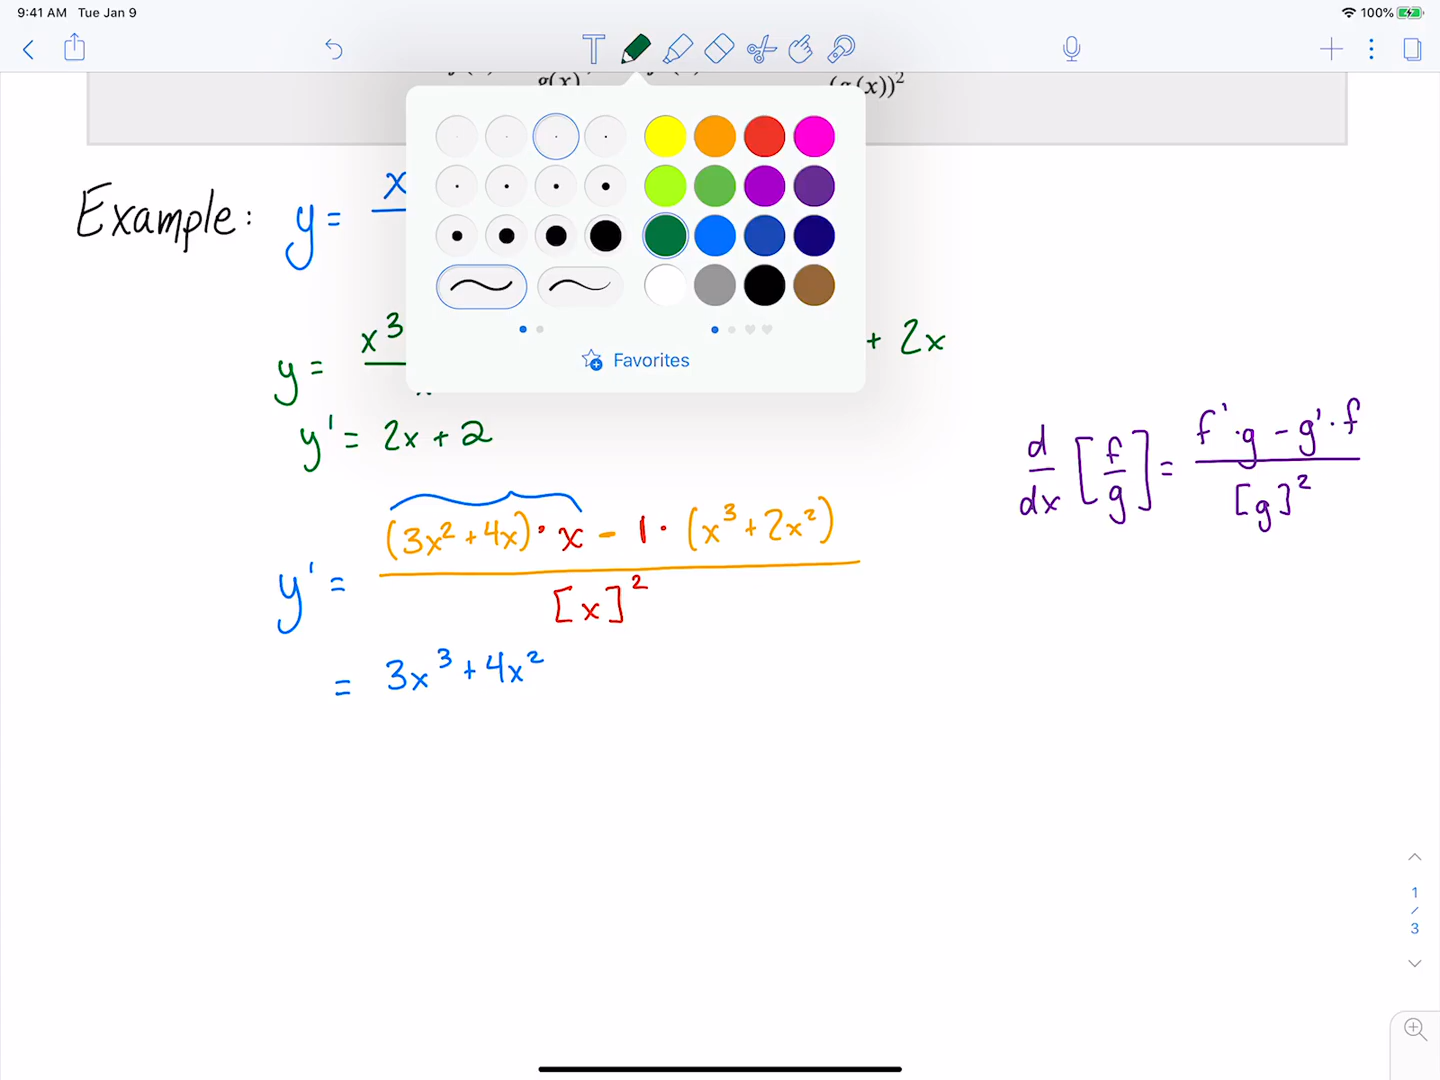 9:41 AM Tue Jan 9 100%
T
g(x) (g(x))²
Example: y = x
y = x³ + 2x
y' = 2x + 2
d/dx [f/g] = (f'·g - g'·f)/[g]²
y' = ((3x² + 4x)·x - 1·(x³ + 2x²))/[x]²
= 3x³ + 4x²
Favorites
1
/
3